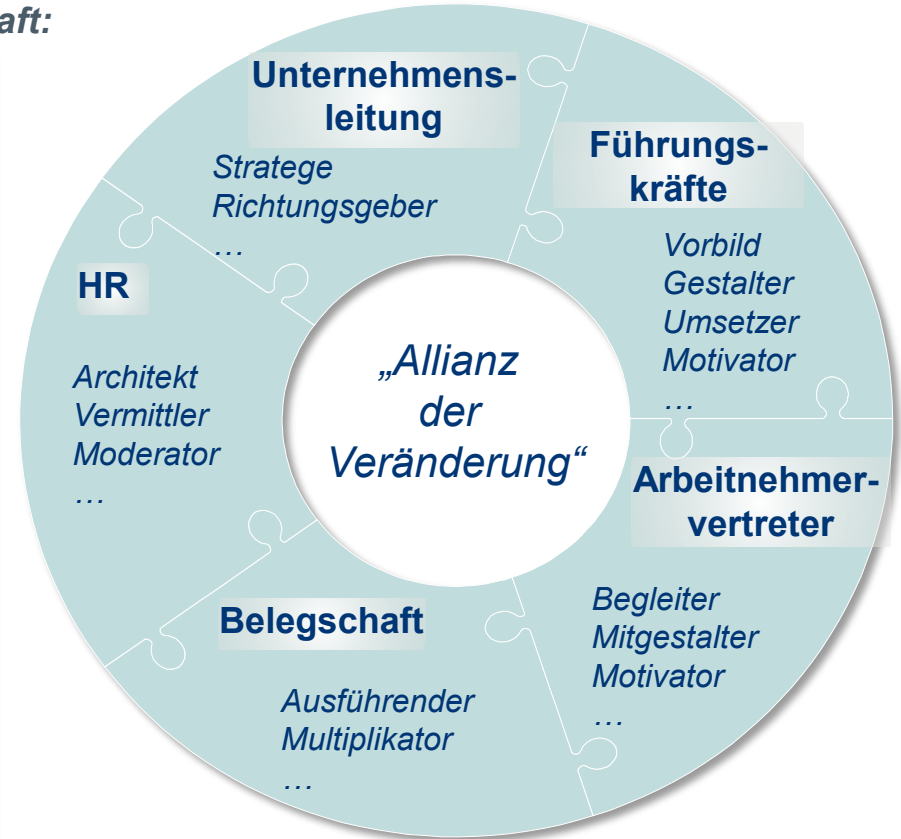 aft:
Unternehmens-
leitung
Stratege
Richtungsgeber
…
Führungs-
kräfte
Vorbild
Gestalter
Umsetzer
Motivator
…
HR
Architekt
Vermittler
Moderator
…
„Allianz
der
Veränderung“
Arbeitnehmer-
vertreter
Begleiter
Mitgestalter
Motivator
…
Belegschaft
Ausführender
Multiplikator
…